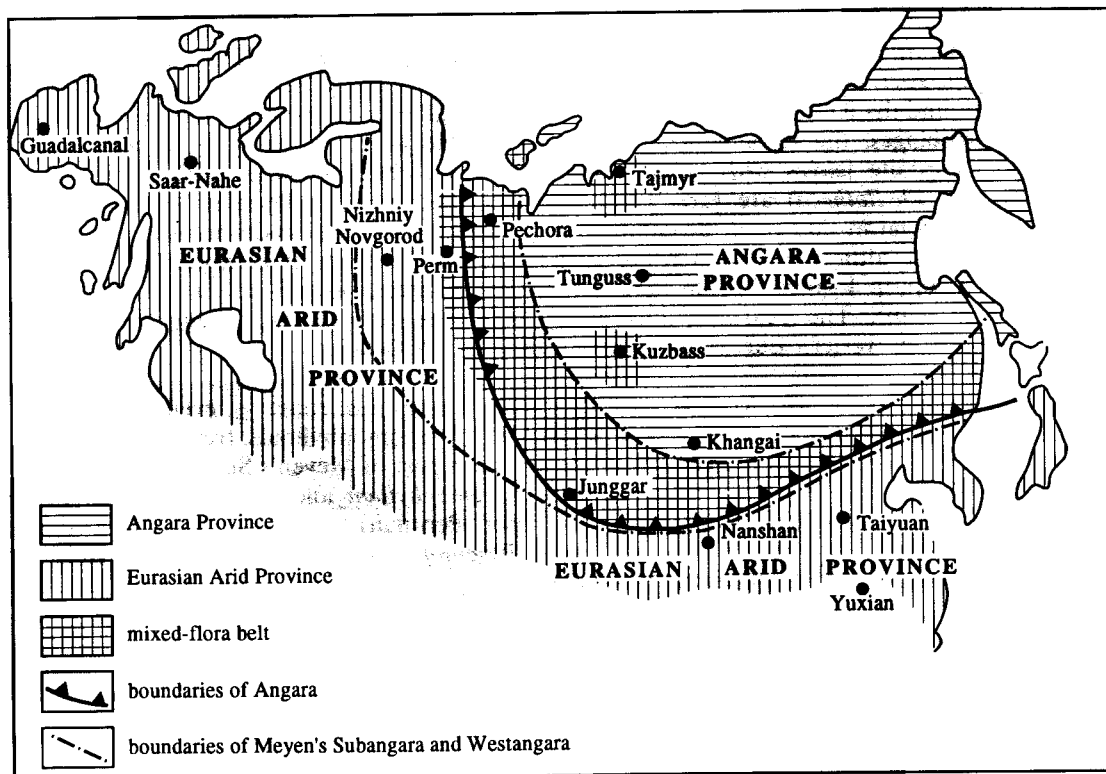 Guadalcanal
Saar-Nahe
Tajmyr
Nizhniy
Novgorod
Pechora
EURASIAN
Perm
ANGARA
Tunguss
PROVINCE
ARID
Kuzbass
PROVINCE
Khangai
Junggar
Nanshan
Taiyuan
EURASIAN ARID PROVINCE
Yuxian
Angara Province
Eurasian Arid Province
mixed-flora belt
boundaries of Angara
boundaries of Meyen's Subangara and Westangara